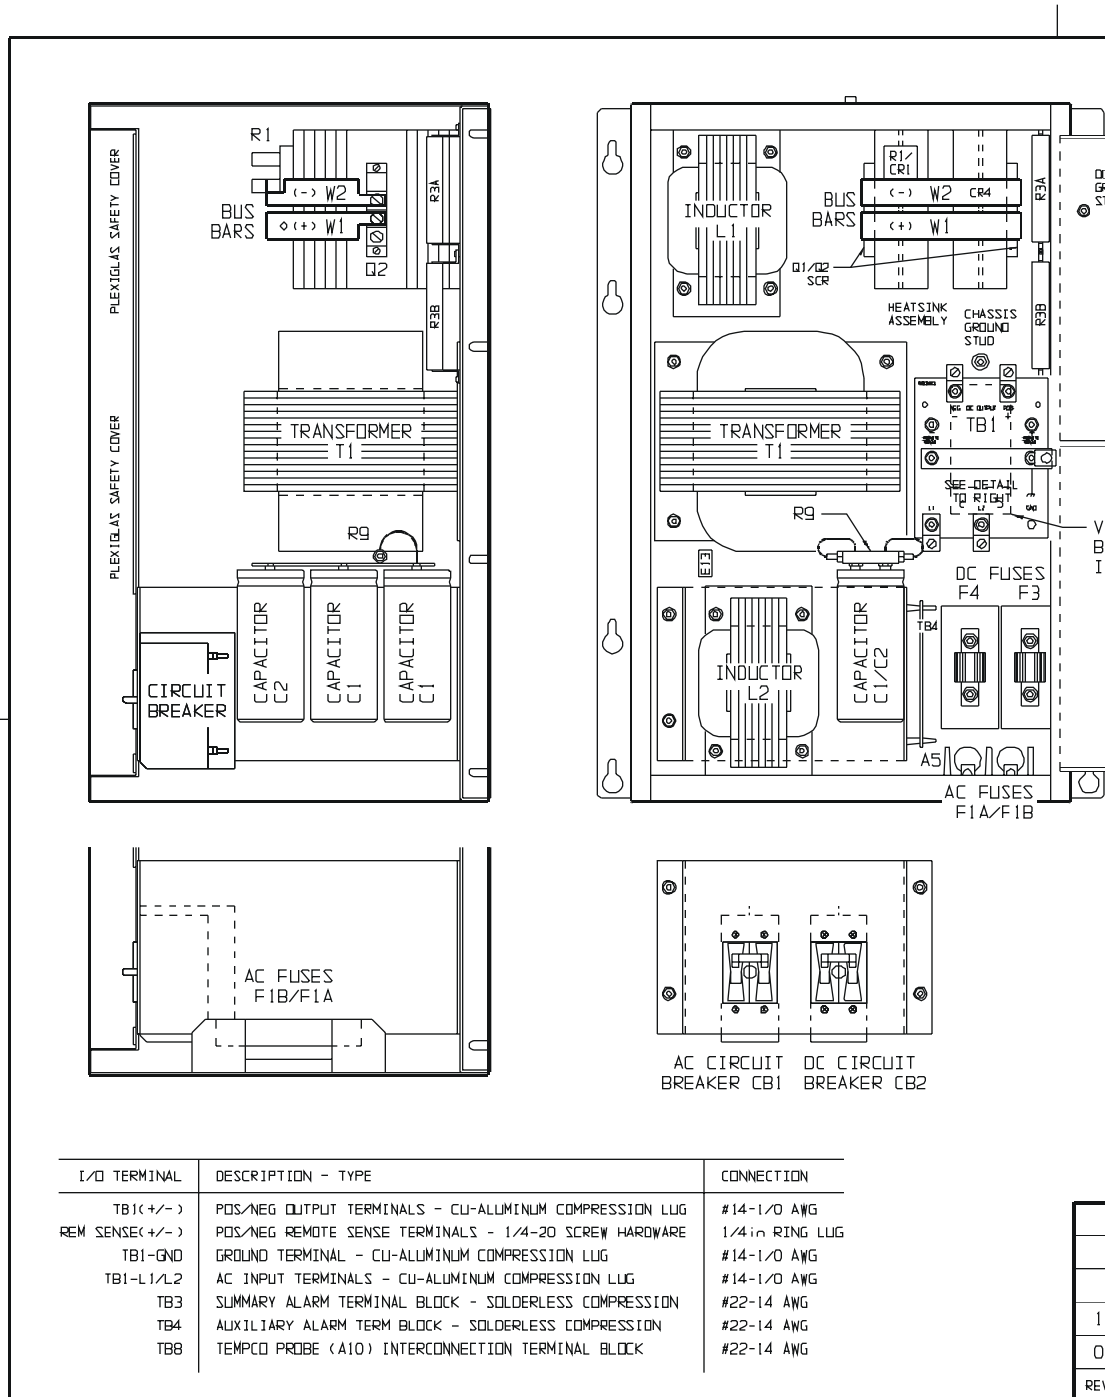 R1
PLEXIGLAS SAFETY COVER
(-) W2
BUS
BARS
(+) W1
Q2
R3A
R3B
TRANSFORMER
T1
PLEXIGLAS SAFETY COVER
R9
CAPACITOR
C2
CAPACITOR
C1
CAPACITOR
C1
CIRCUIT
BREAKER
INDUCTOR
L1
R1/
CR1
BUS
BARS
(-) W2 CR4
(+) W1
Q1/Q2
SCR
R3A
R3B
HEATSINK
ASSEMBLY
CHASSIS
GROUND
STUD
TRANSFORMER
T1
NEG DC OUTPUT POS
- +
TB1
SEE DETAIL
TO RIGHT
R9
E13
DC FUSES
F4 F3
TB4
INDUCTOR
L2
CAPACITOR
C1/C2
A5
AC FUSES
F1A/F1B
V
B
I
AC FUSES
F1B/F1A
AC CIRCUIT
BREAKER CB1
DC CIRCUIT
BREAKER CB2
I/O TERMINAL DESCRIPTION - TYPE CONNECTION
TB1(+/-) POS/NEG OUTPUT TERMINALS - CU-ALUMINUM COMPRESSION LUG #14-1/0 AWG
REM SENSE(+/-) POS/NEG REMOTE SENSE TERMINALS - 1/4-20 SCREW HARDWARE 1/4in RING LUG
TB1-GND GROUND TERMINAL - CU-ALUMINUM COMPRESSION LUG #14-1/0 AWG
TB1-L1/L2 AC INPUT TERMINALS - CU-ALUMINUM COMPRESSION LUG #14-1/0 AWG
TB3 SUMMARY ALARM TERMINAL BLOCK - SOLDERLESS COMPRESSION #22-14 AWG
TB4 AUXILIARY ALARM TERM BLOCK - SOLDERLESS COMPRESSION #22-14 AWG
TB8 TEMPCO PROBE (A10) INTERCONNECTION TERMINAL BLOCK #22-14 AWG
1
0
REV